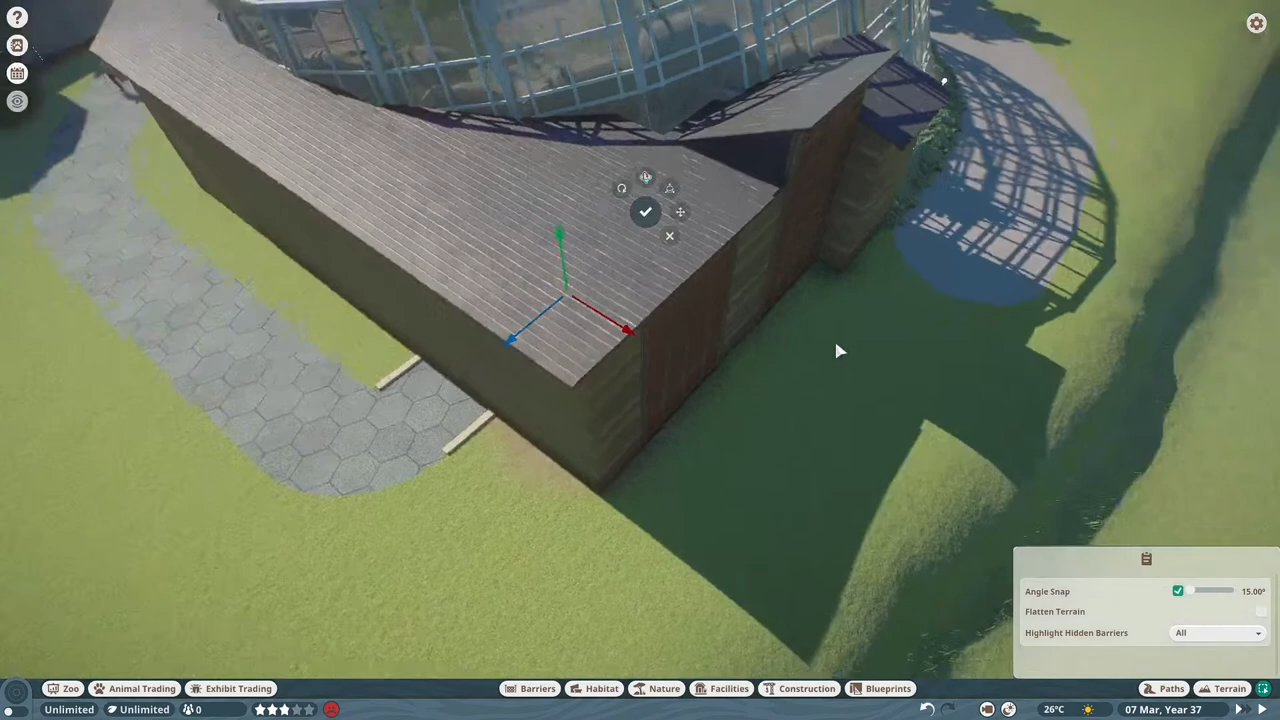 Angle Snap 15.00°
Flatten Terrain
Highlight Hidden Barriers All
Zoo Animal Trading Exhibit Trading Barriers Habitat Nature Facilities Construction Blueprints Paths Terrain
Unlimited Unlimited 0 26°C 07 Mar, Year 37